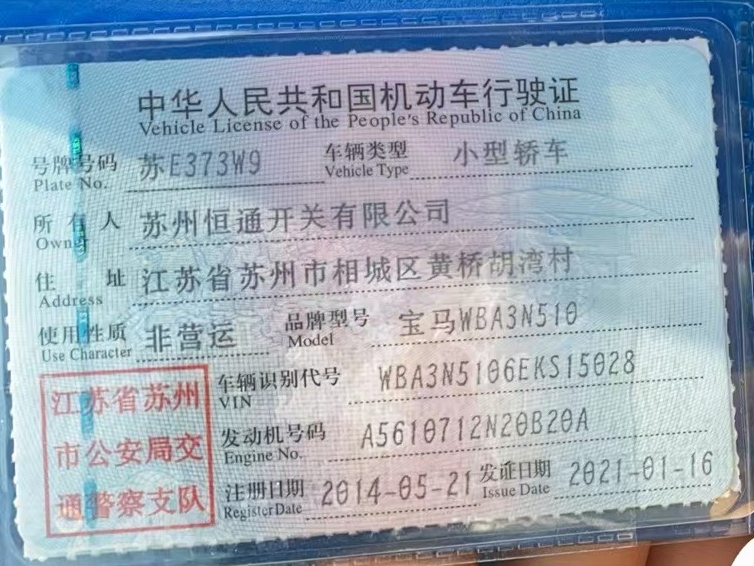 中华人民共和国机动车行驶证
Vehicle License of the People's Republic of China
号牌号码 苏E373W9 车辆类型 小型轿车
Plate No. Vehicle Type
所有人 苏州恒通开关有限公司
Owner
住址 江苏省苏州市相城区黄桥胡湾村
Address
使用性质 非营运 品牌型号 宝马WBA3N510
Use Character Model
车辆识别代号 WBA3N5106EKS15028
VIN
发动机号码 A5610712N20B20A
Engine No.
注册日期 2014-05-21 发证日期 2021-01-16
Register Date Issue Date
江苏省苏州
市公安局交
通警察支队